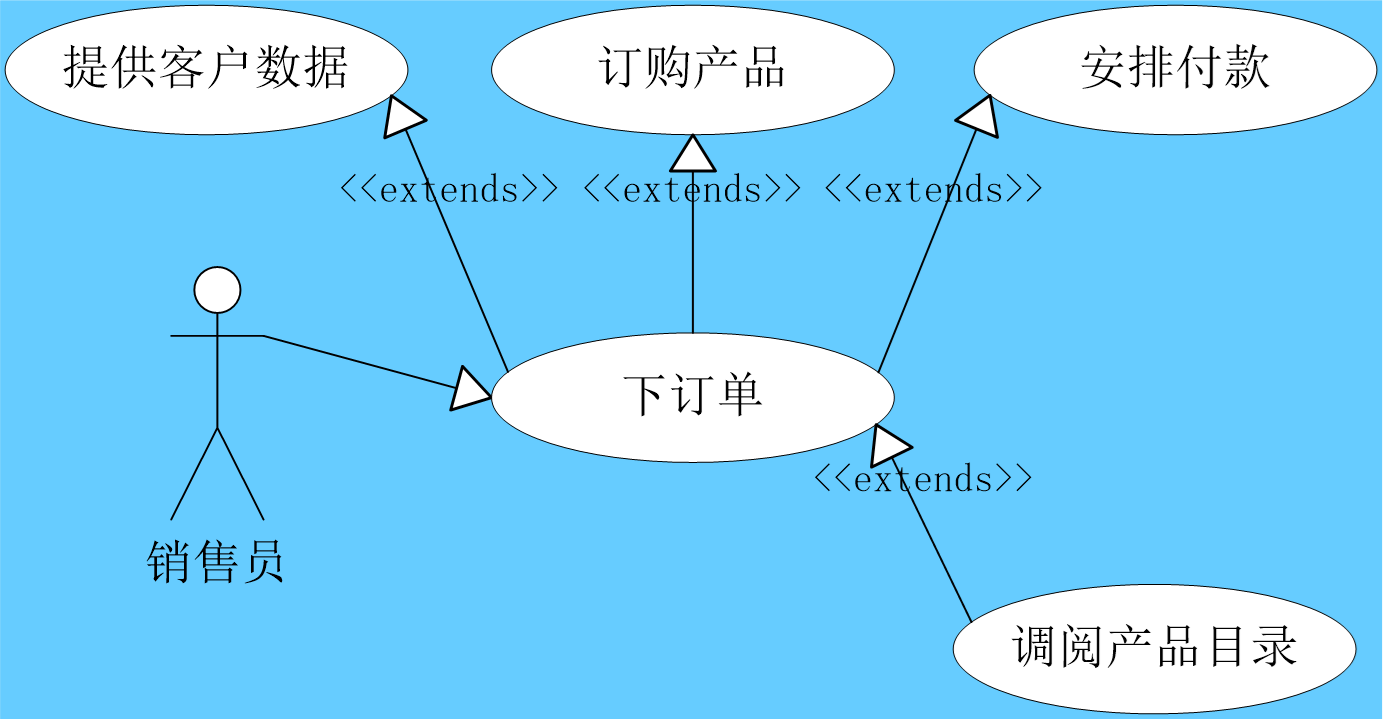 提供客户数据
订购产品
安排付款
<<extends>>
<<extends>>
<<extends>>
下订单
<<extends>>
销售员
调阅产品目录